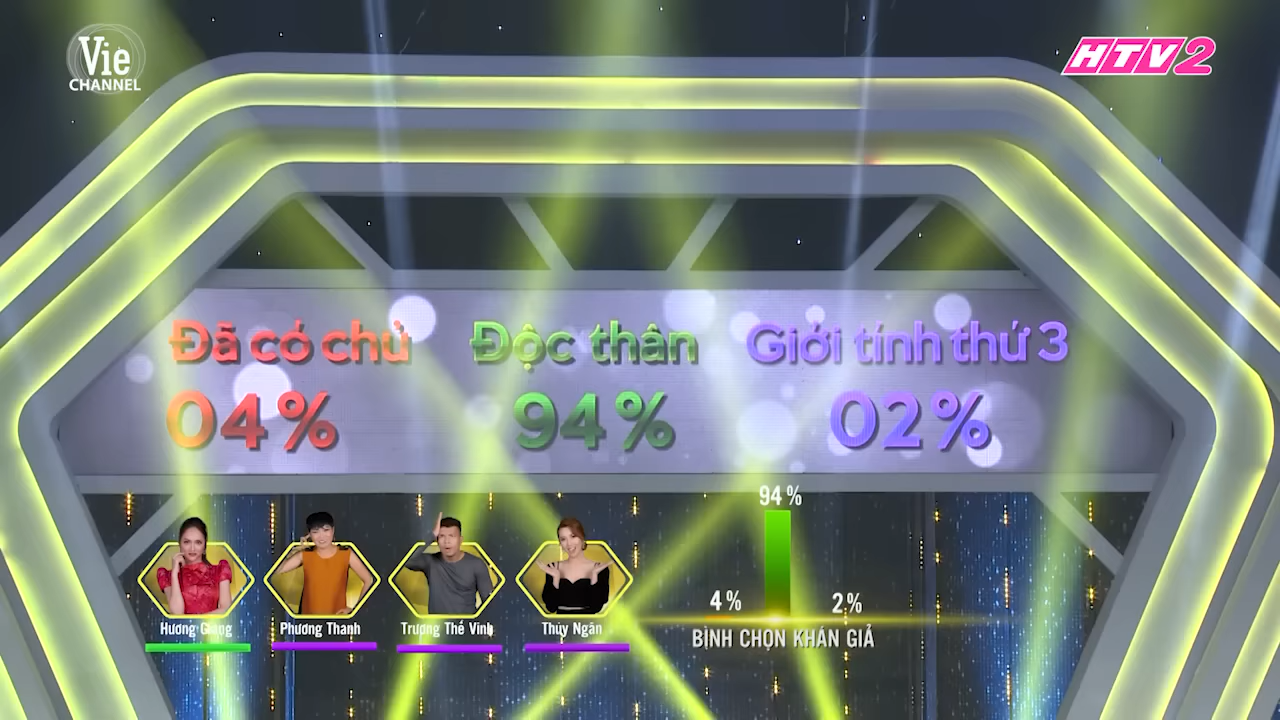 Vie
CHANNEL
HTV2
Đã có chủ
Độc thân
Giới tính thứ 3
04%
94%
02%
94%
4%
2%
Hương Giang
Phương Thanh
Trương Thế Vinh
Thúy Ngân
BÌNH CHỌN KHÁN GIẢ